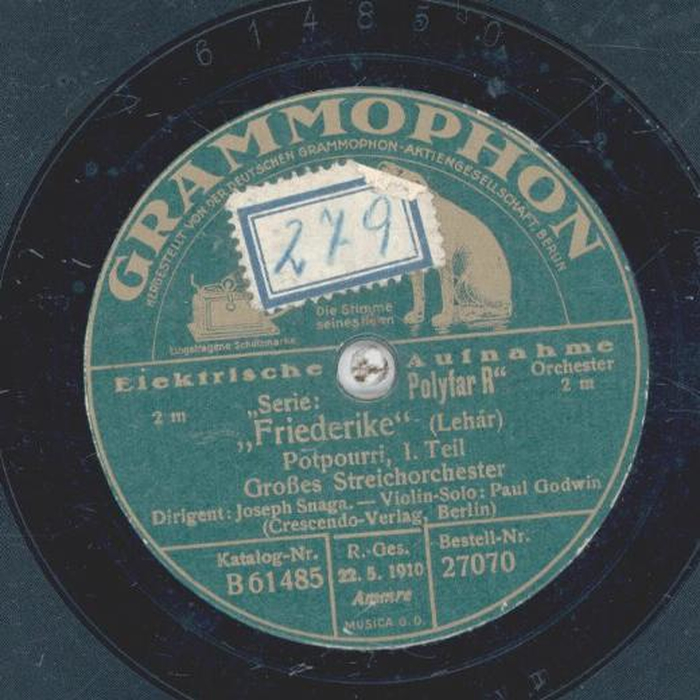 6 1 4 8 5
GRAMMOPHON
HERGESTELLT VON DER DEUTSCHEN GRAMMOPHON-AKTIENGESELLSCHAFT, BERLIN
279
Die Stimme
seines Herrn
Eingetragene Schutzmarke
Elektrische Aufnahme
2 m
„Serie: Polyfar R“
Orchester
2 m
„Friederike“ (Lehár)
Potpourri, 1. Teil
Großes Streichorchester
Dirigent: Joseph Snaga. — Violin-Solo: Paul Godwin
(Crescendo-Verlag, Berlin)
Katalog-Nr.
B 61485
R.-Ges.
22. 5. 1910
Ammre
MUSICA G. O.
Bestell-Nr.
27070